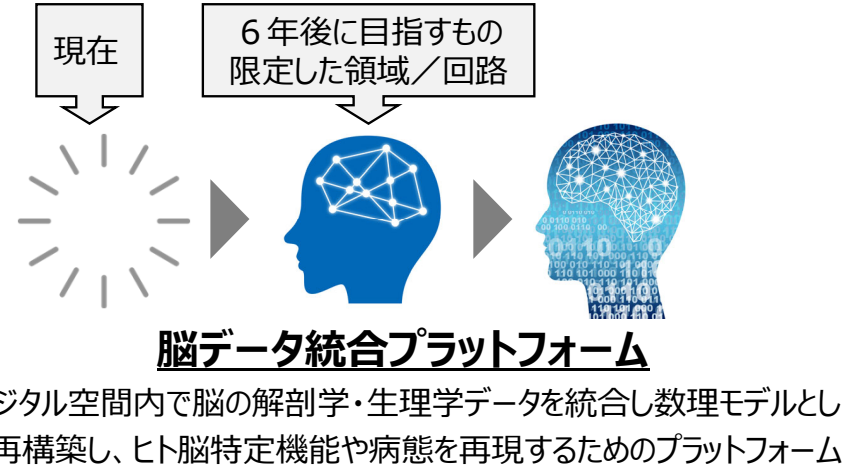 現在
6年後に目指すもの
限定した領域／回路
脳データ統合プラットフォーム
ジタル空間内で脳の解剖学・生理学データを統合し数理モデルとし
再構築し、ヒト脳特定機能や病態を再現するためのプラットフォーム